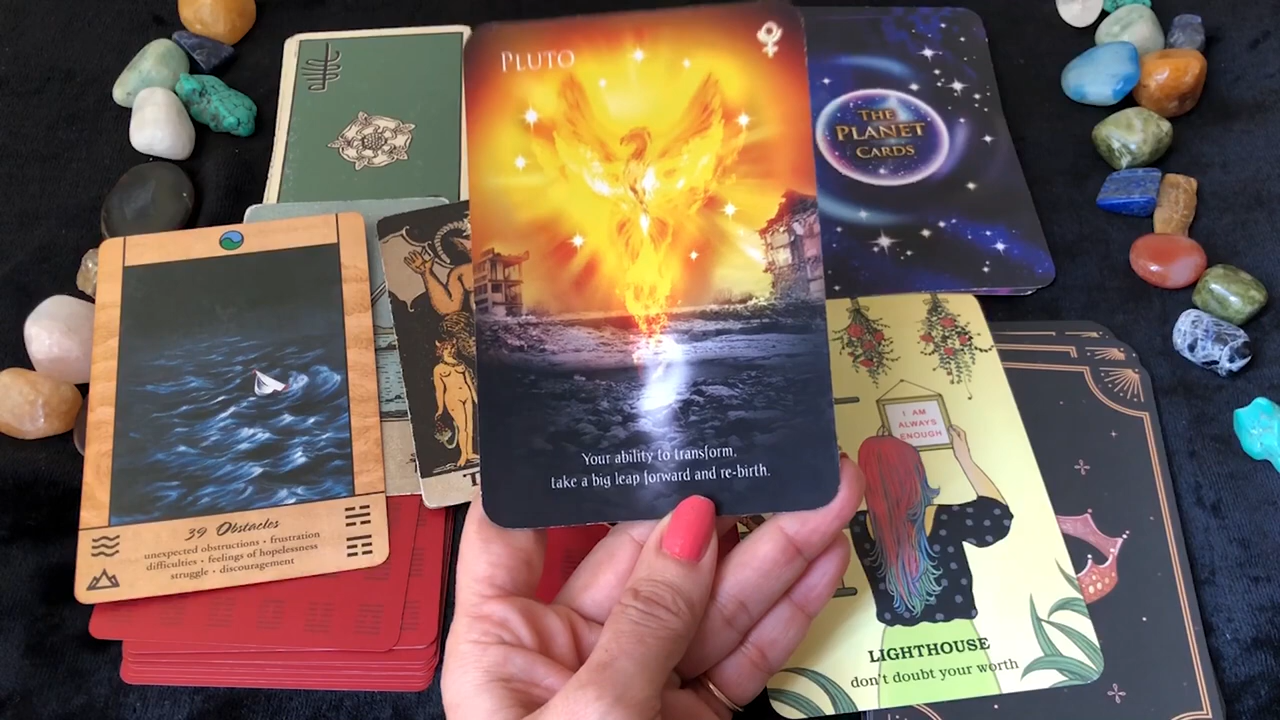 PLUTO
Your ability to transform,
take a big leap forward and re-birth.
THE
PLANET
CARDS
39 Obstacles
unexpected obstructions • frustration
difficulties • feelings of hopelessness
struggle • discouragement
I AM
ALWAYS
ENOUGH
LIGHTHOUSE
don't doubt your worth